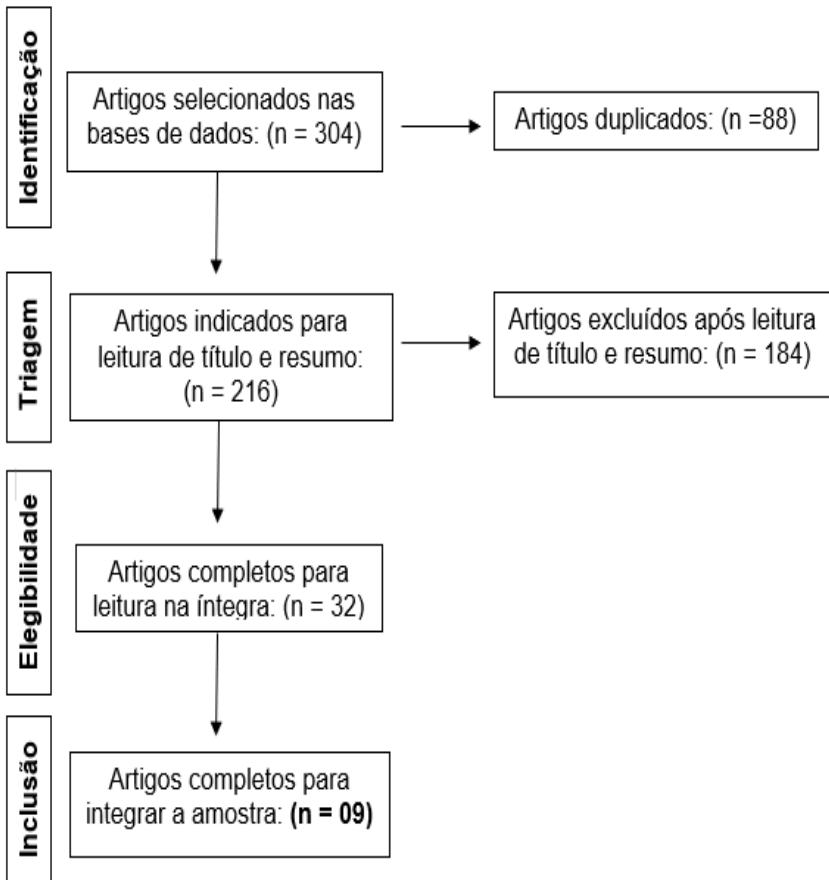 Identificação
Artigos selecionados nas
bases de dados: (n = 304)
Artigos duplicados: (n =88)
Triagem
Artigos indicados para
leitura de título e resumo:
(n = 216)
Artigos excluídos após leitura
de título e resumo: (n = 184)
Elegibilidade
Artigos completos para
leitura na íntegra: (n = 32)
Inclusão
Artigos completos para
integrar a amostra: (n = 09)